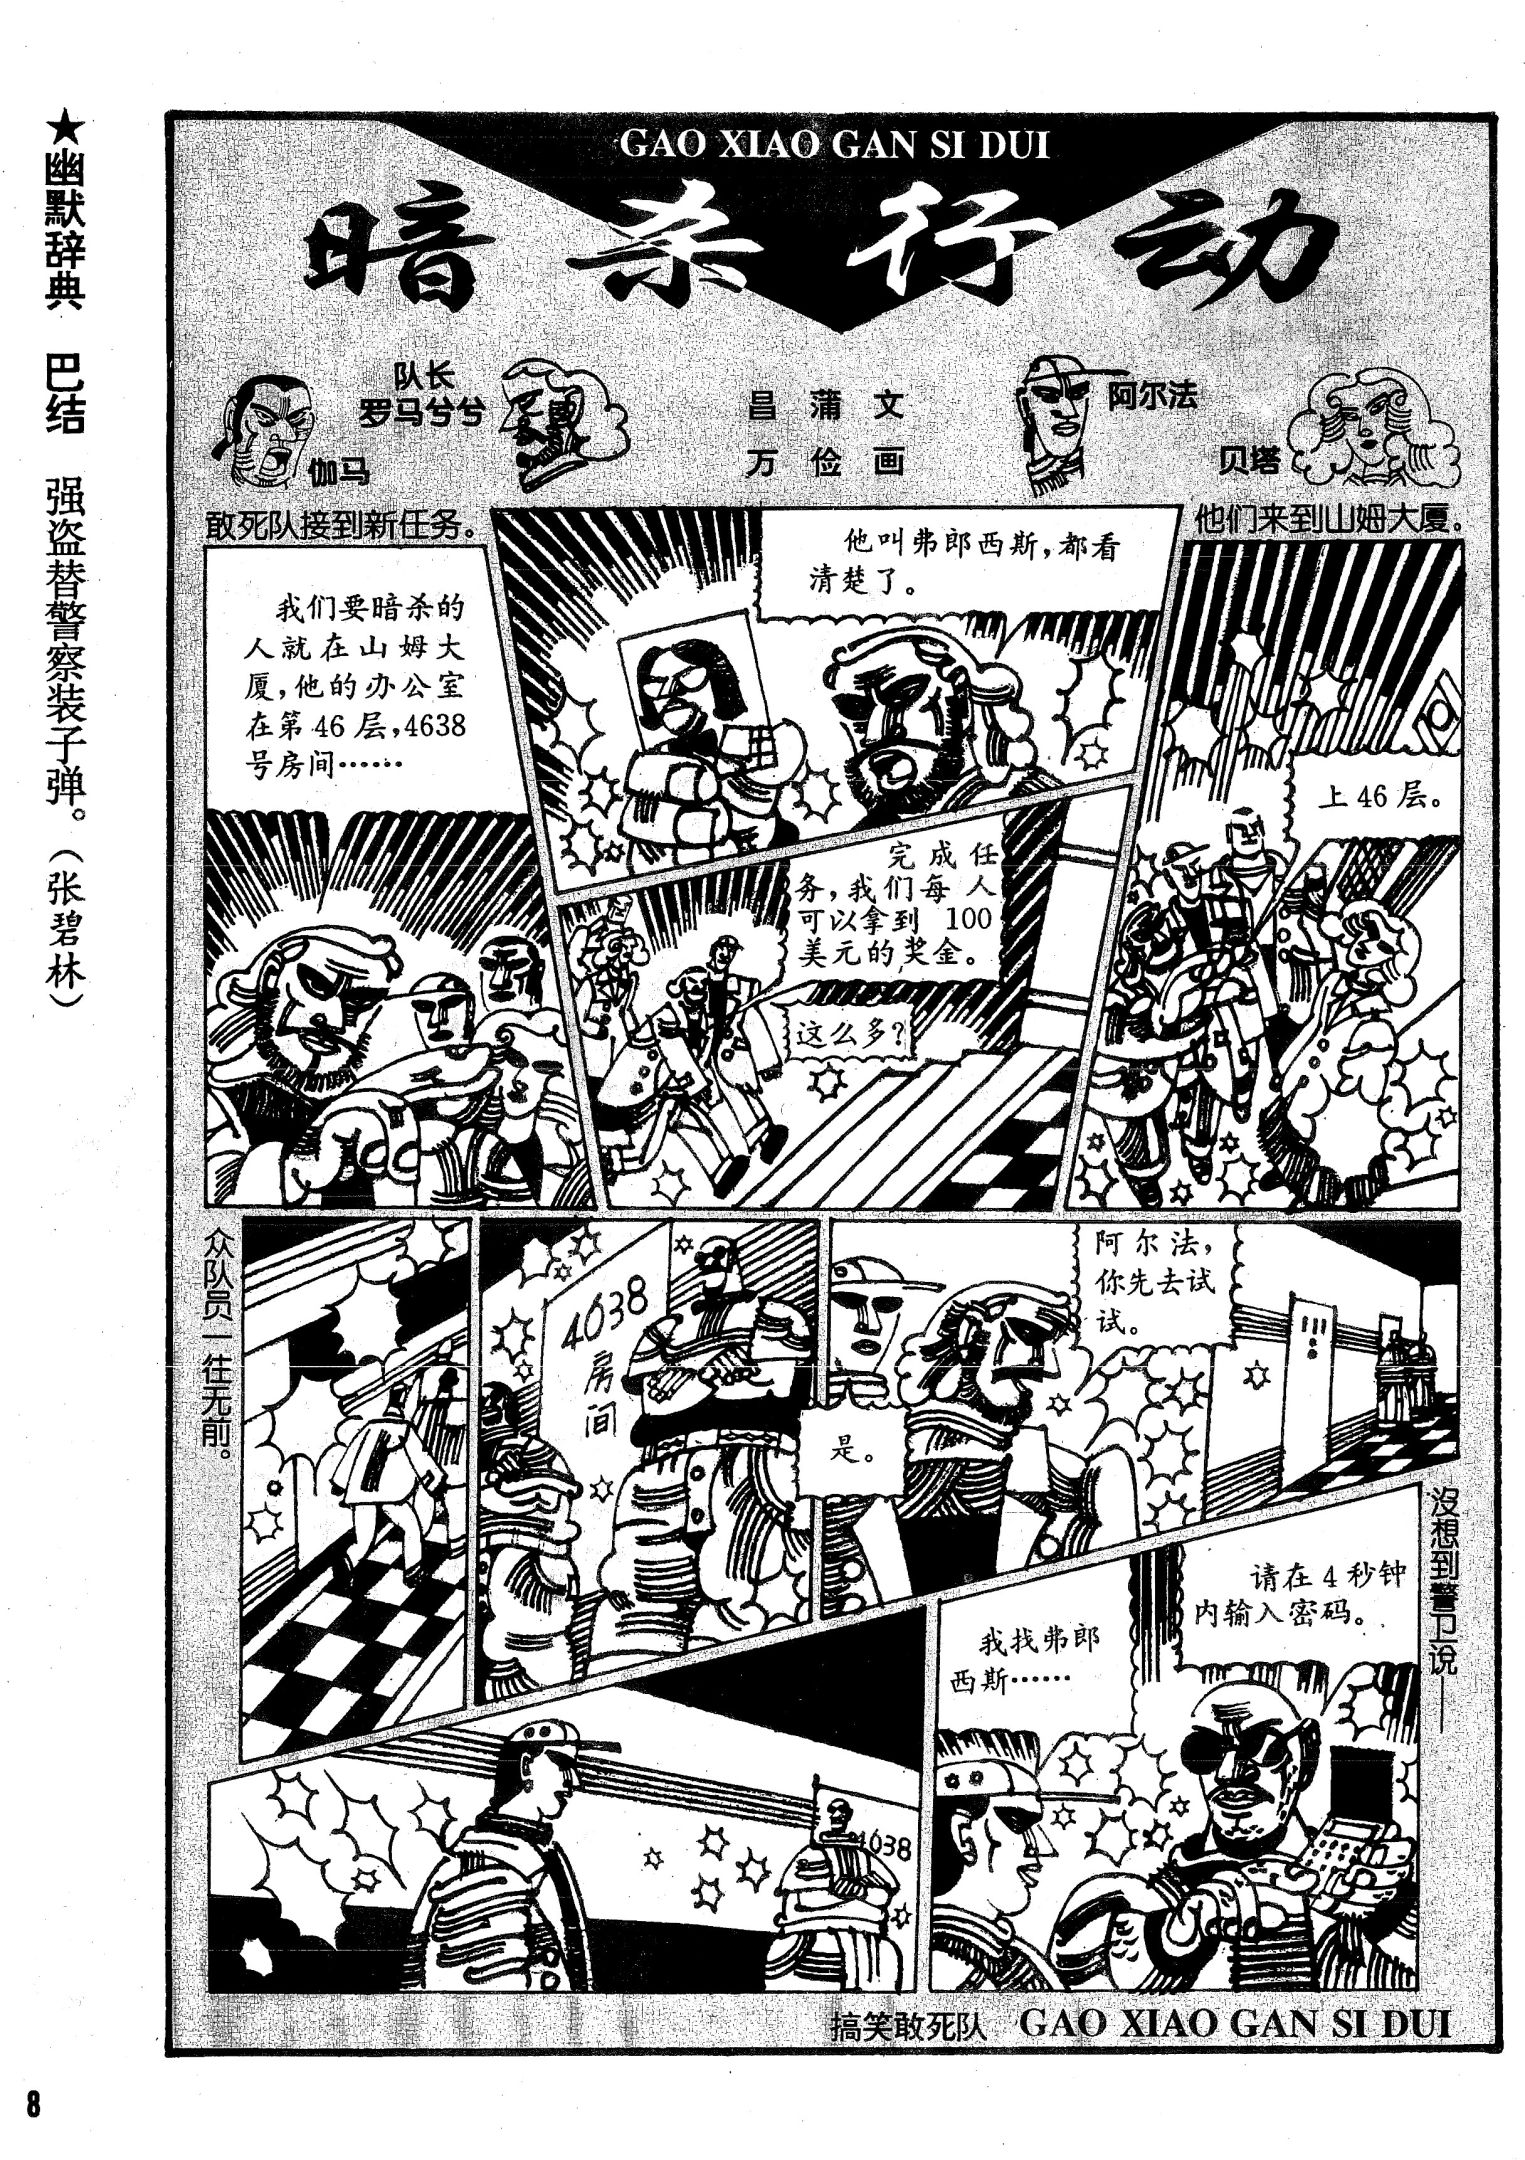 ★幽默辞典 巴结 强盗替警察装子弹。（张碧林）
GAO XIAO GAN SI DUI
暗杀行动
伽马
队长
罗马兮兮
昌蒲文
万俭画
阿尔法
贝塔
敢死队接到新任务。
我们要暗杀的
人就在山姆大
厦，他的办公室
在第46层，4638
号房间……
他叫弗郎西斯，都看
清楚了。
完成任
务，我们每人
可以拿到100
美元的奖金。
这么多？
他们来到山姆大厦。
上46层。
众队员一往无前。
4638
房
间
阿尔法，
你先去试
试。
是。
4638
我找弗郎
西斯……
请在4秒钟
内输入密码。
沒想到警卫说——
搞笑敢死队 GAO XIAO GAN SI DUI
8